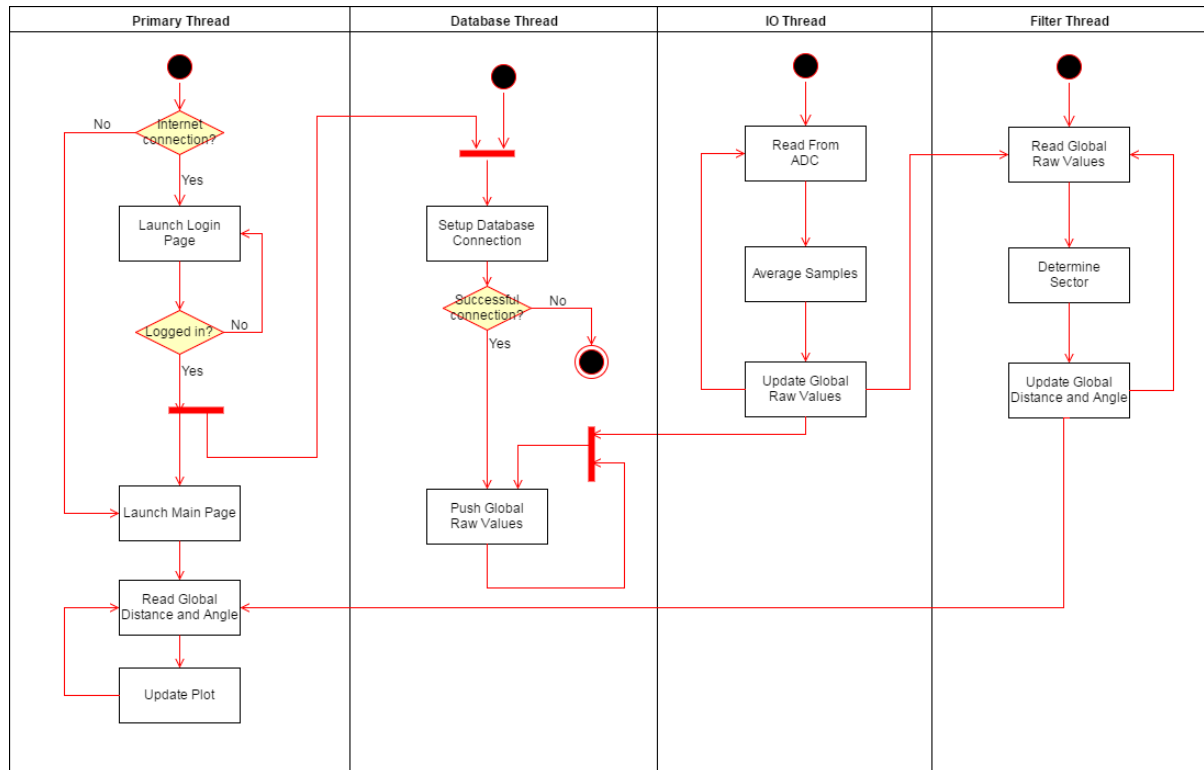 Primary Thread
Database Thread
IO Thread
Filter Thread
Internet
connection?
No
Yes
Launch Login
Page
Logged in?
No
Yes
Launch Main Page
Read Global
Distance and Angle
Update Plot
Setup Database
Connection
Successful
connection?
No
Yes
Push Global
Raw Values
Read From
ADC
Average Samples
Update Global
Raw Values
Read Global
Raw Values
Determine
Sector
Update Global
Distance and Angle